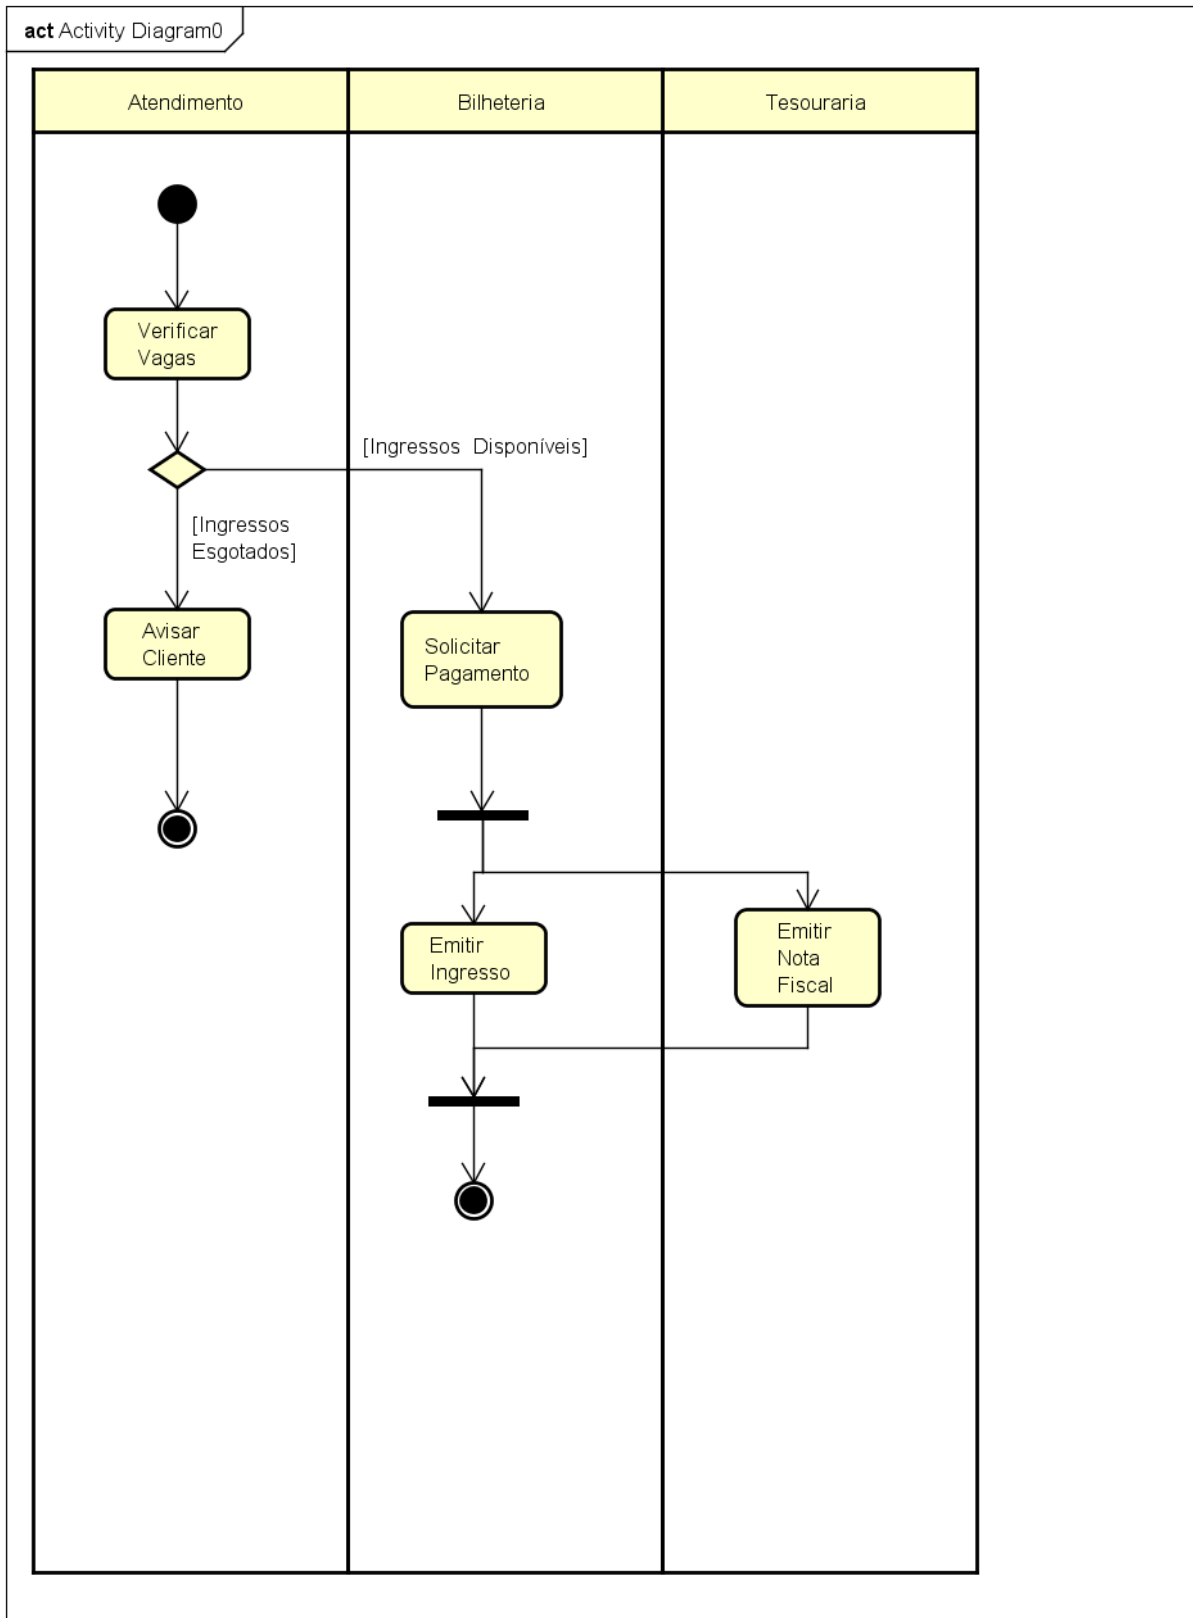 act Activity Diagram0
Atendimento
Bilheteria
Tesouraria
Verificar
Vagas
[Ingressos Disponíveis]
[Ingressos
Esgotados]
Avisar
Cliente
Solicitar
Pagamento
Emitir
Ingresso
Emitir
Nota
Fiscal